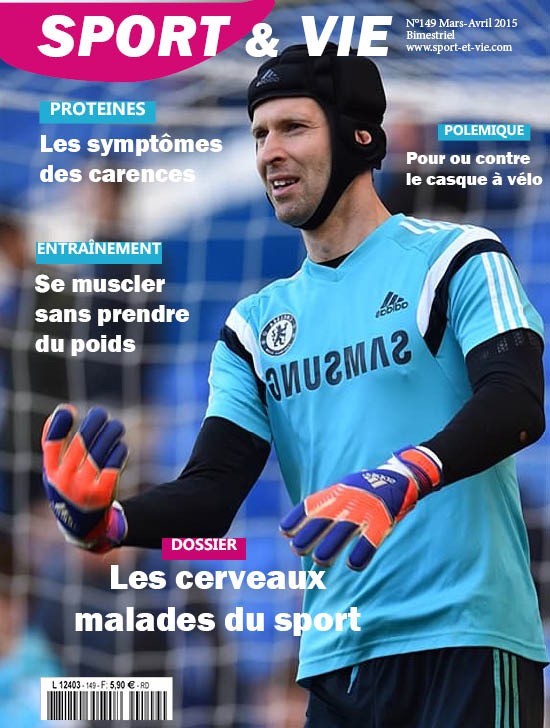 SPORT & VIE
N°149 Mars-Avril 2015
Bimestriel
www.sport-et-vie.com
PROTEINES
Les symptômes
des carences
POLEMIQUE
Pour ou contre
le casque à vélo
ENTRAÎNEMENT
Se muscler
sans prendre
du poids
adidas
SAMSUNG
DOSSIER
Les cerveaux
malades du sport
L 12403 - 149 - F: 5,90 € - RD